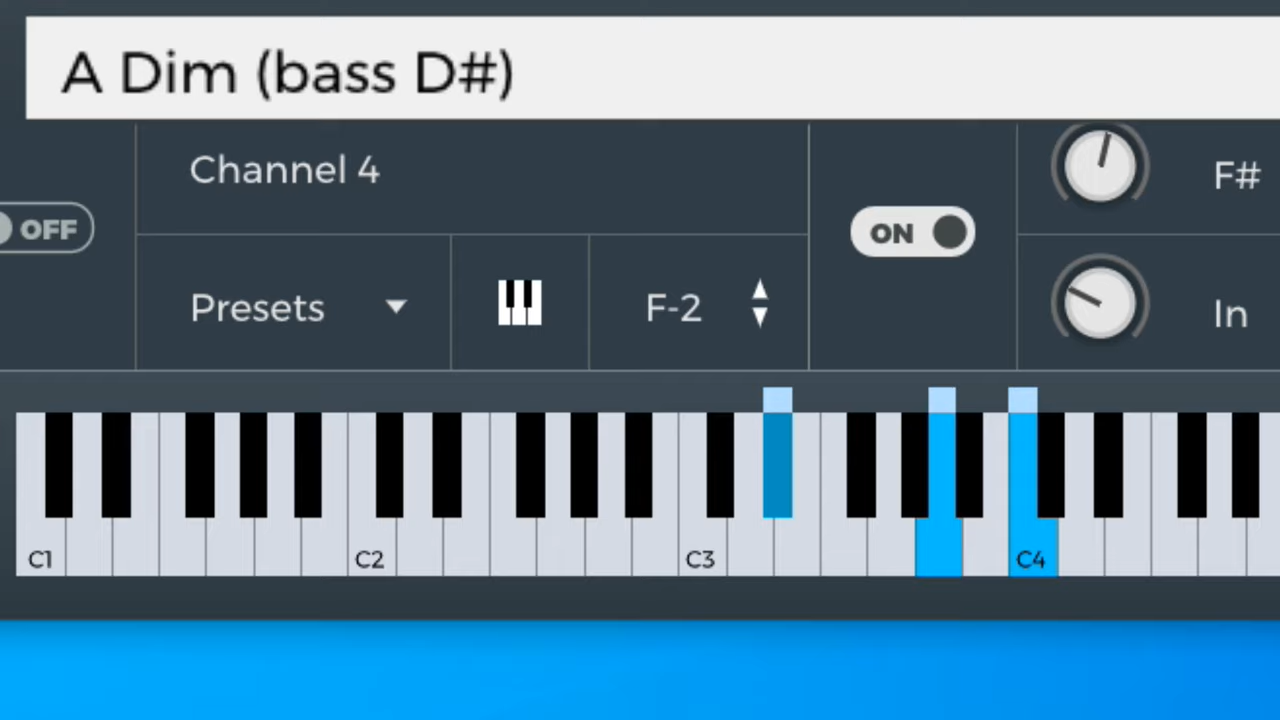 A Dim (bass D#)
Channel 4
F#
OFF
ON
Presets
F-2
In
C1
C2
C3
C4